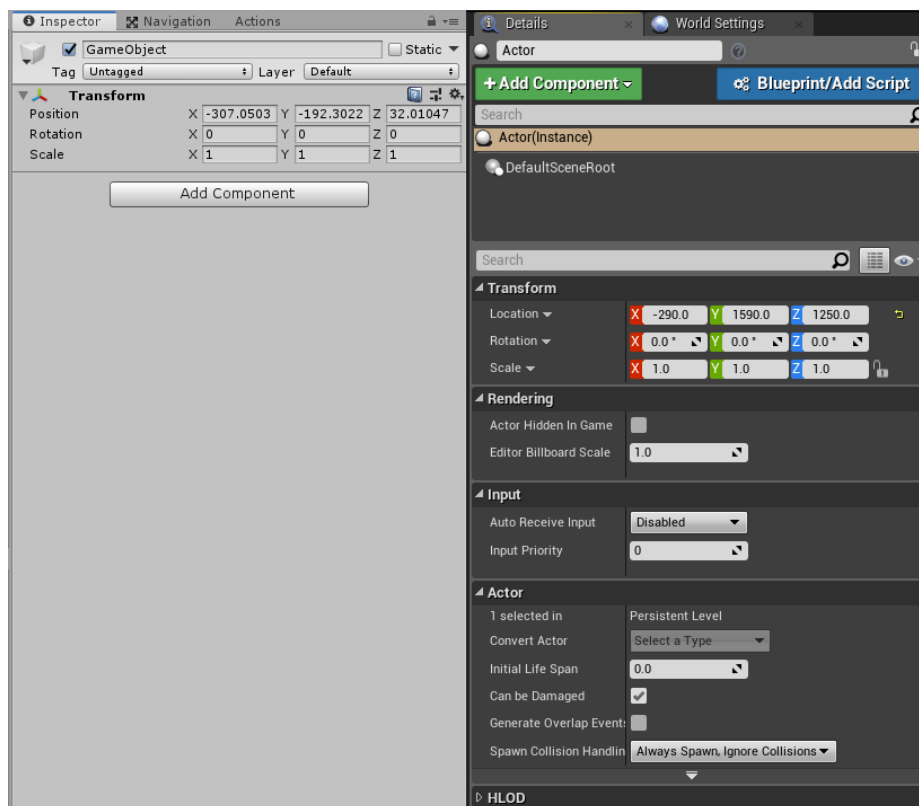 Inspector Navigation Actions
GameObject Static
Tag Untagged Layer Default
Transform
Position X -307.0503 Y -192.3022 Z 32.01047
Rotation X 0 Y 0 Z 0
Scale X 1 Y 1 Z 1
Add Component
Details World Settings
Actor
+Add Component Blueprint/Add Script
Search
Actor(Instance)
DefaultSceneRoot
Search
Transform
Location X -290.0 Y 1590.0 Z 1250.0
Rotation X 0.0° Y 0.0° Z 0.0°
Scale X 1.0 Y 1.0 Z 1.0
Rendering
Actor Hidden In Game
Editor Billboard Scale 1.0
Input
Auto Receive Input Disabled
Input Priority 0
Actor
1 selected in Persistent Level
Convert Actor Select a Type
Initial Life Span 0.0
Can be Damaged
Generate Overlap Event
Spawn Collision Handlin Always Spawn, Ignore Collisions
HLOD